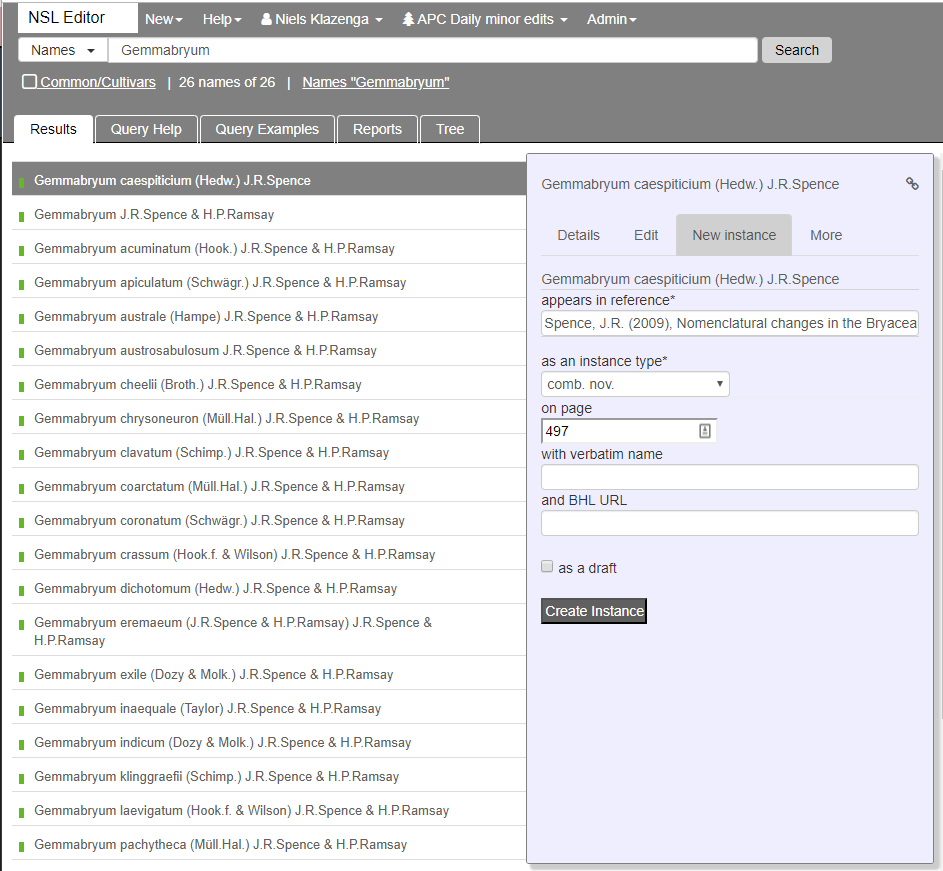 NSL Editor New Help Niels Klazenga APC Daily minor edits Admin
Names Gemmabryum Search
Common/Cultivars | 26 names of 26 | Names "Gemmabryum"
Results Query Help Query Examples Reports Tree
Gemmabryum caespiticium (Hedw.) J.R.Spence
Gemmabryum J.R.Spence & H.P.Ramsay
Gemmabryum acuminatum (Hook.) J.R.Spence & H.P.Ramsay
Gemmabryum apiculatum (Schwägr.) J.R.Spence & H.P.Ramsay
Gemmabryum australe (Hampe) J.R.Spence & H.P.Ramsay
Gemmabryum austrosabulosum J.R.Spence & H.P.Ramsay
Gemmabryum cheelii (Broth.) J.R.Spence & H.P.Ramsay
Gemmabryum chrysoneuron (Müll.Hal.) J.R.Spence & H.P.Ramsay
Gemmabryum clavatum (Schimp.) J.R.Spence & H.P.Ramsay
Gemmabryum coarctatum (Müll.Hal.) J.R.Spence & H.P.Ramsay
Gemmabryum coronatum (Schwägr.) J.R.Spence & H.P.Ramsay
Gemmabryum crassum (Hook.f. & Wilson) J.R.Spence & H.P.Ramsay
Gemmabryum dichotomum (Hedw.) J.R.Spence & H.P.Ramsay
Gemmabryum eremaeum (J.R.Spence & H.P.Ramsay) J.R.Spence &
H.P.Ramsay
Gemmabryum exile (Dozy & Molk.) J.R.Spence & H.P.Ramsay
Gemmabryum inaequale (Taylor) J.R.Spence & H.P.Ramsay
Gemmabryum indicum (Dozy & Molk.) J.R.Spence & H.P.Ramsay
Gemmabryum klinggraefii (Schimp.) J.R.Spence & H.P.Ramsay
Gemmabryum laevigatum (Hook.f. & Wilson) J.R.Spence & H.P.Ramsay
Gemmabryum pachytheca (Müll.Hal.) J.R.Spence & H.P.Ramsay
Gemmabryum caespiticium (Hedw.) J.R.Spence
Details Edit New instance More
Gemmabryum caespiticium (Hedw.) J.R.Spence
appears in reference*
Spence, J.R. (2009), Nomenclatural changes in the Bryacea
as an instance type*
comb. nov.
on page
497
with verbatim name
and BHL URL
as a draft
Create Instance